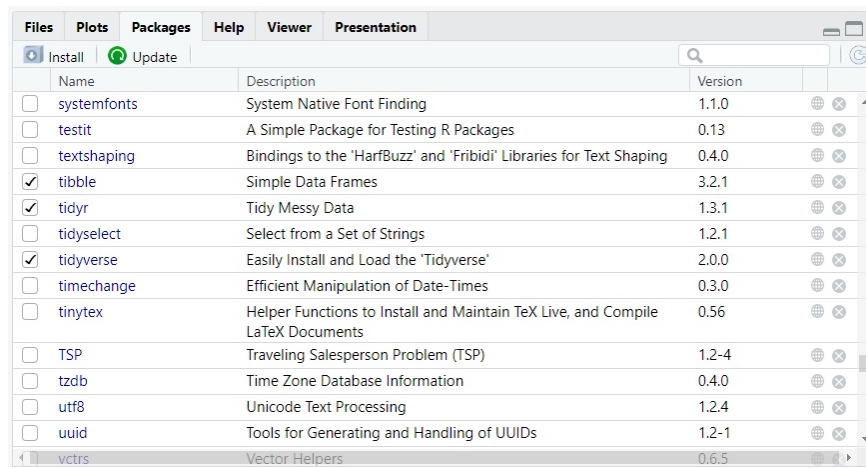 Files Plots Packages Help Viewer Presentation
Install Update
Name Description Version
systemfonts System Native Font Finding 1.1.0
testit A Simple Package for Testing R Packages 0.13
textshaping Bindings to the 'HarfBuzz' and 'Fribidi' Libraries for Text Shaping 0.4.0
tibble Simple Data Frames 3.2.1
tidyr Tidy Messy Data 1.3.1
tidyselect Select from a Set of Strings 1.2.1
tidyverse Easily Install and Load the 'Tidyverse' 2.0.0
timechange Efficient Manipulation of Date-Times 0.3.0
tinytex Helper Functions to Install and Maintain TeX Live, and Compile 0.56
LaTeX Documents
TSP Traveling Salesperson Problem (TSP) 1.2-4
tzdb Time Zone Database Information 0.4.0
utf8 Unicode Text Processing 1.2.4
uuid Tools for Generating and Handling of UUIDs 1.2-1
vctrs Vector Helpers 0.6.5